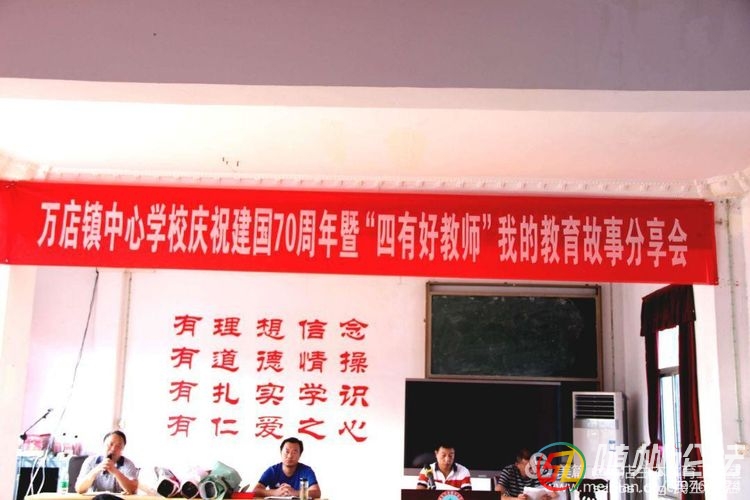 万店镇中心学校庆祝建国70周年暨“四有好教师”我的教育故事分享会
有理想信念
有道德情操
有扎实学识
有仁爱之心